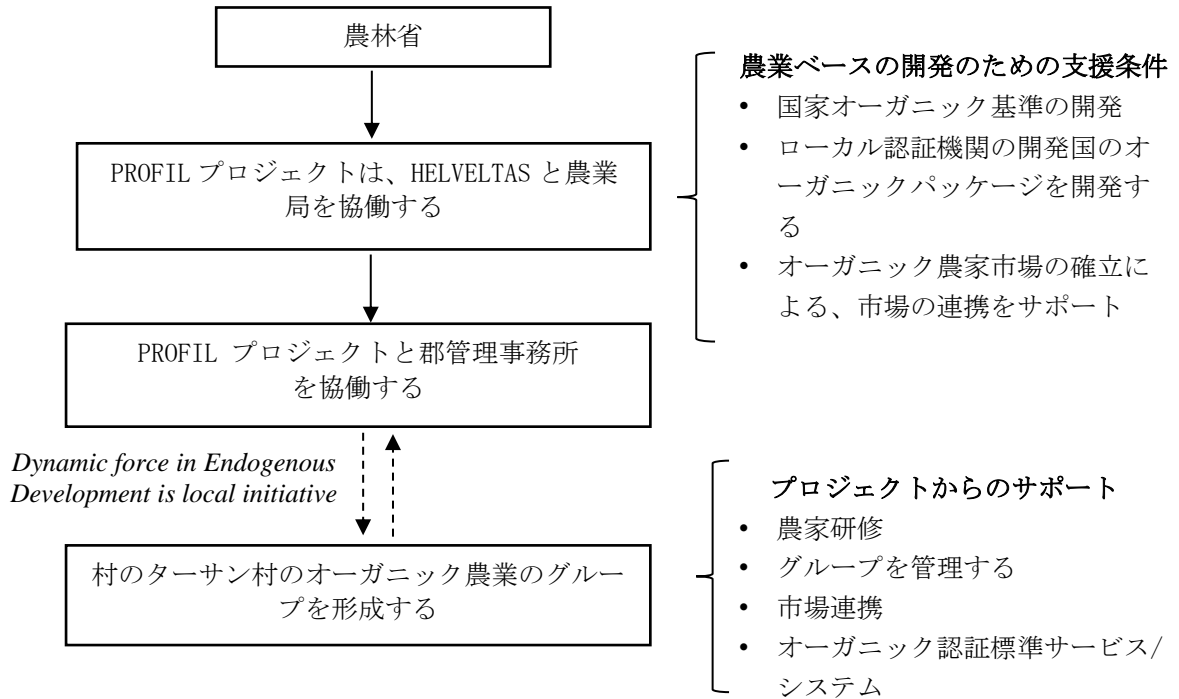 農林省
PROFIL プロジェクトは、HELVELTAS と農業
局を協働する
PROFIL プロジェクトと郡管理事務所
を協働する
Dynamic force in Endogenous
Development is local initiative
村のターサン村のオーガニック農業のグルー
プを形成する
農業ベースの開発のための支援条件
• 国家オーガニック基準の開発
• ローカル認証機関の開発国のオ
ーガニックパッケージを開発す
る
• オーガニック農家市場の確立に
よる、市場の連携をサポート
プロジェクトからのサポート
• 農家研修
• グループを管理する
• 市場連携
• オーガニック認証標準サービス/
システム